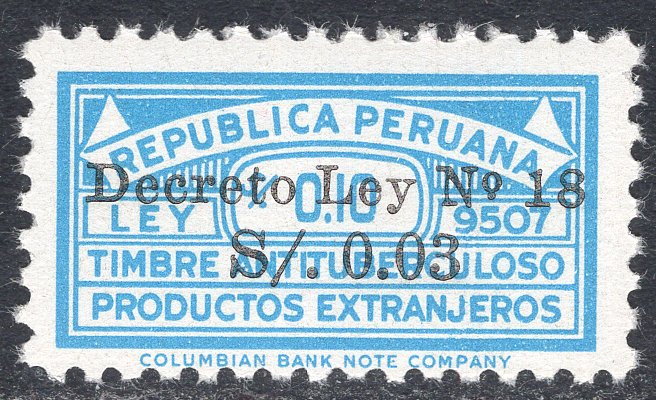 REPUBLICA PERUANA
Decreto Ley Nº 18
LEY S/. 0.10 9507
S/. 0.03
TIMBRE ANTITUBERCULOSO
PRODUCTOS EXTRANJEROS
COLUMBIAN BANK NOTE COMPANY